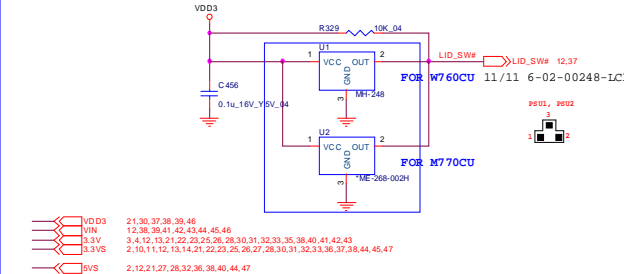 VDD3
R329 10K_04
U1
1 VCC OUT 2
GND
3
MH-248
LID_SW#
LID_SW# 12,37
FOR W760CU 11/11 6-02-00248-LC
C456
0.1u_16V_Y5V_04
PSU1, PSU2
3
1 2
U2
1 VCC OUT 2
GND
3
*ME-268-002H
FOR M770CU
VDD3 21,30,37,38,39,46
VIN 12,38,39,41,42,43,44,45,46
3.3V 3,4,12,13,21,22,23,25,26,28,30,31,32,33,35,38,40,41,42,43
3.3VS 2,10,11,12,13,14,21,22,23,25,26,27,28,30,31,32,33,36,37,38,44,45,47
5VS 2,12,21,27,28,32,36,38,40,44,47